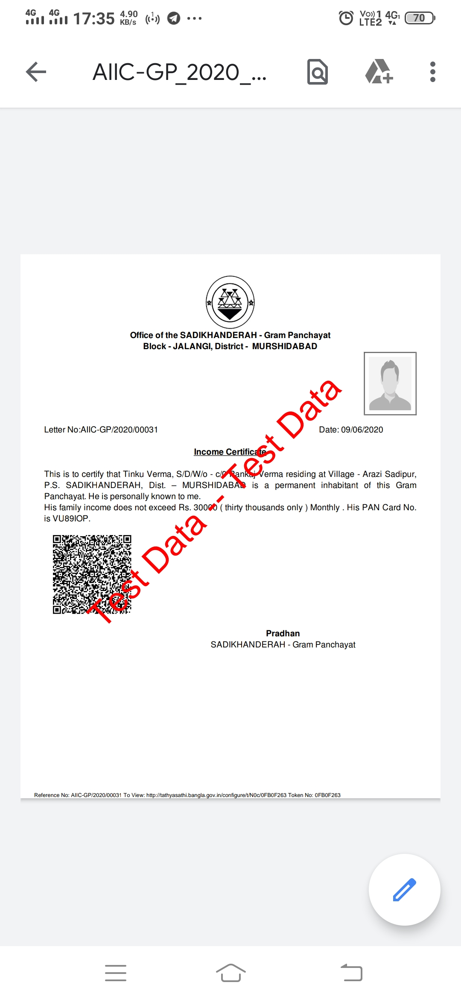 4G 4G 17:35 4.90 KB/s 1 ... Vo)) 1 LTE2 4G1 70
AIIC-GP_2020_...
Office of the SADIKHANDERAH - Gram Panchayat
Block - JALANGI, District - MURSHIDABAD
Letter No:AIIC-GP/2020/00031 Date: 09/06/2020
Income Certificate
This is to certify that Tinku Verma, S/D/W/o - c/0 Pankaj Verma residing at Village - Arazi Sadipur,
P.S. SADIKHANDERAH, Dist. – MURSHIDABAD is a permanent inhabitant of this Gram
Panchayat. He is personally known to me.
His family income does not exceed Rs. 30000 ( thirty thousands only ) Monthly . His PAN Card No.
is VU89IOP.
Test Data -- Test Data
Pradhan
SADIKHANDERAH - Gram Panchayat
Reference No: AIIC-GP/2020/00031 To View: http://tathyasathi.bangla.gov.in/configure/t/N0c/0FB0F263 Token No: 0FB0F263